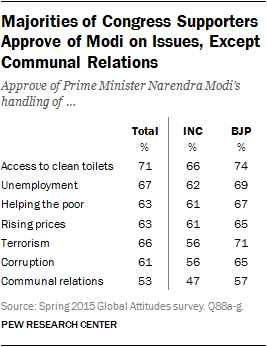 Majorities of Congress Supporters
Approve of Modi on Issues, Except
Communal Relations
Approve of Prime Minister Narendra Modi's
handling of ...
Total INC BJP
% % %
Access to clean toilets 71 66 74
Unemployment 67 62 69
Helping the poor 63 61 67
Rising prices 63 61 65
Terrorism 66 56 71
Corruption 61 56 65
Communal relations 53 47 57
Source: Spring 2015 Global Attitudes survey. Q88a-g.
PEW RESEARCH CENTER